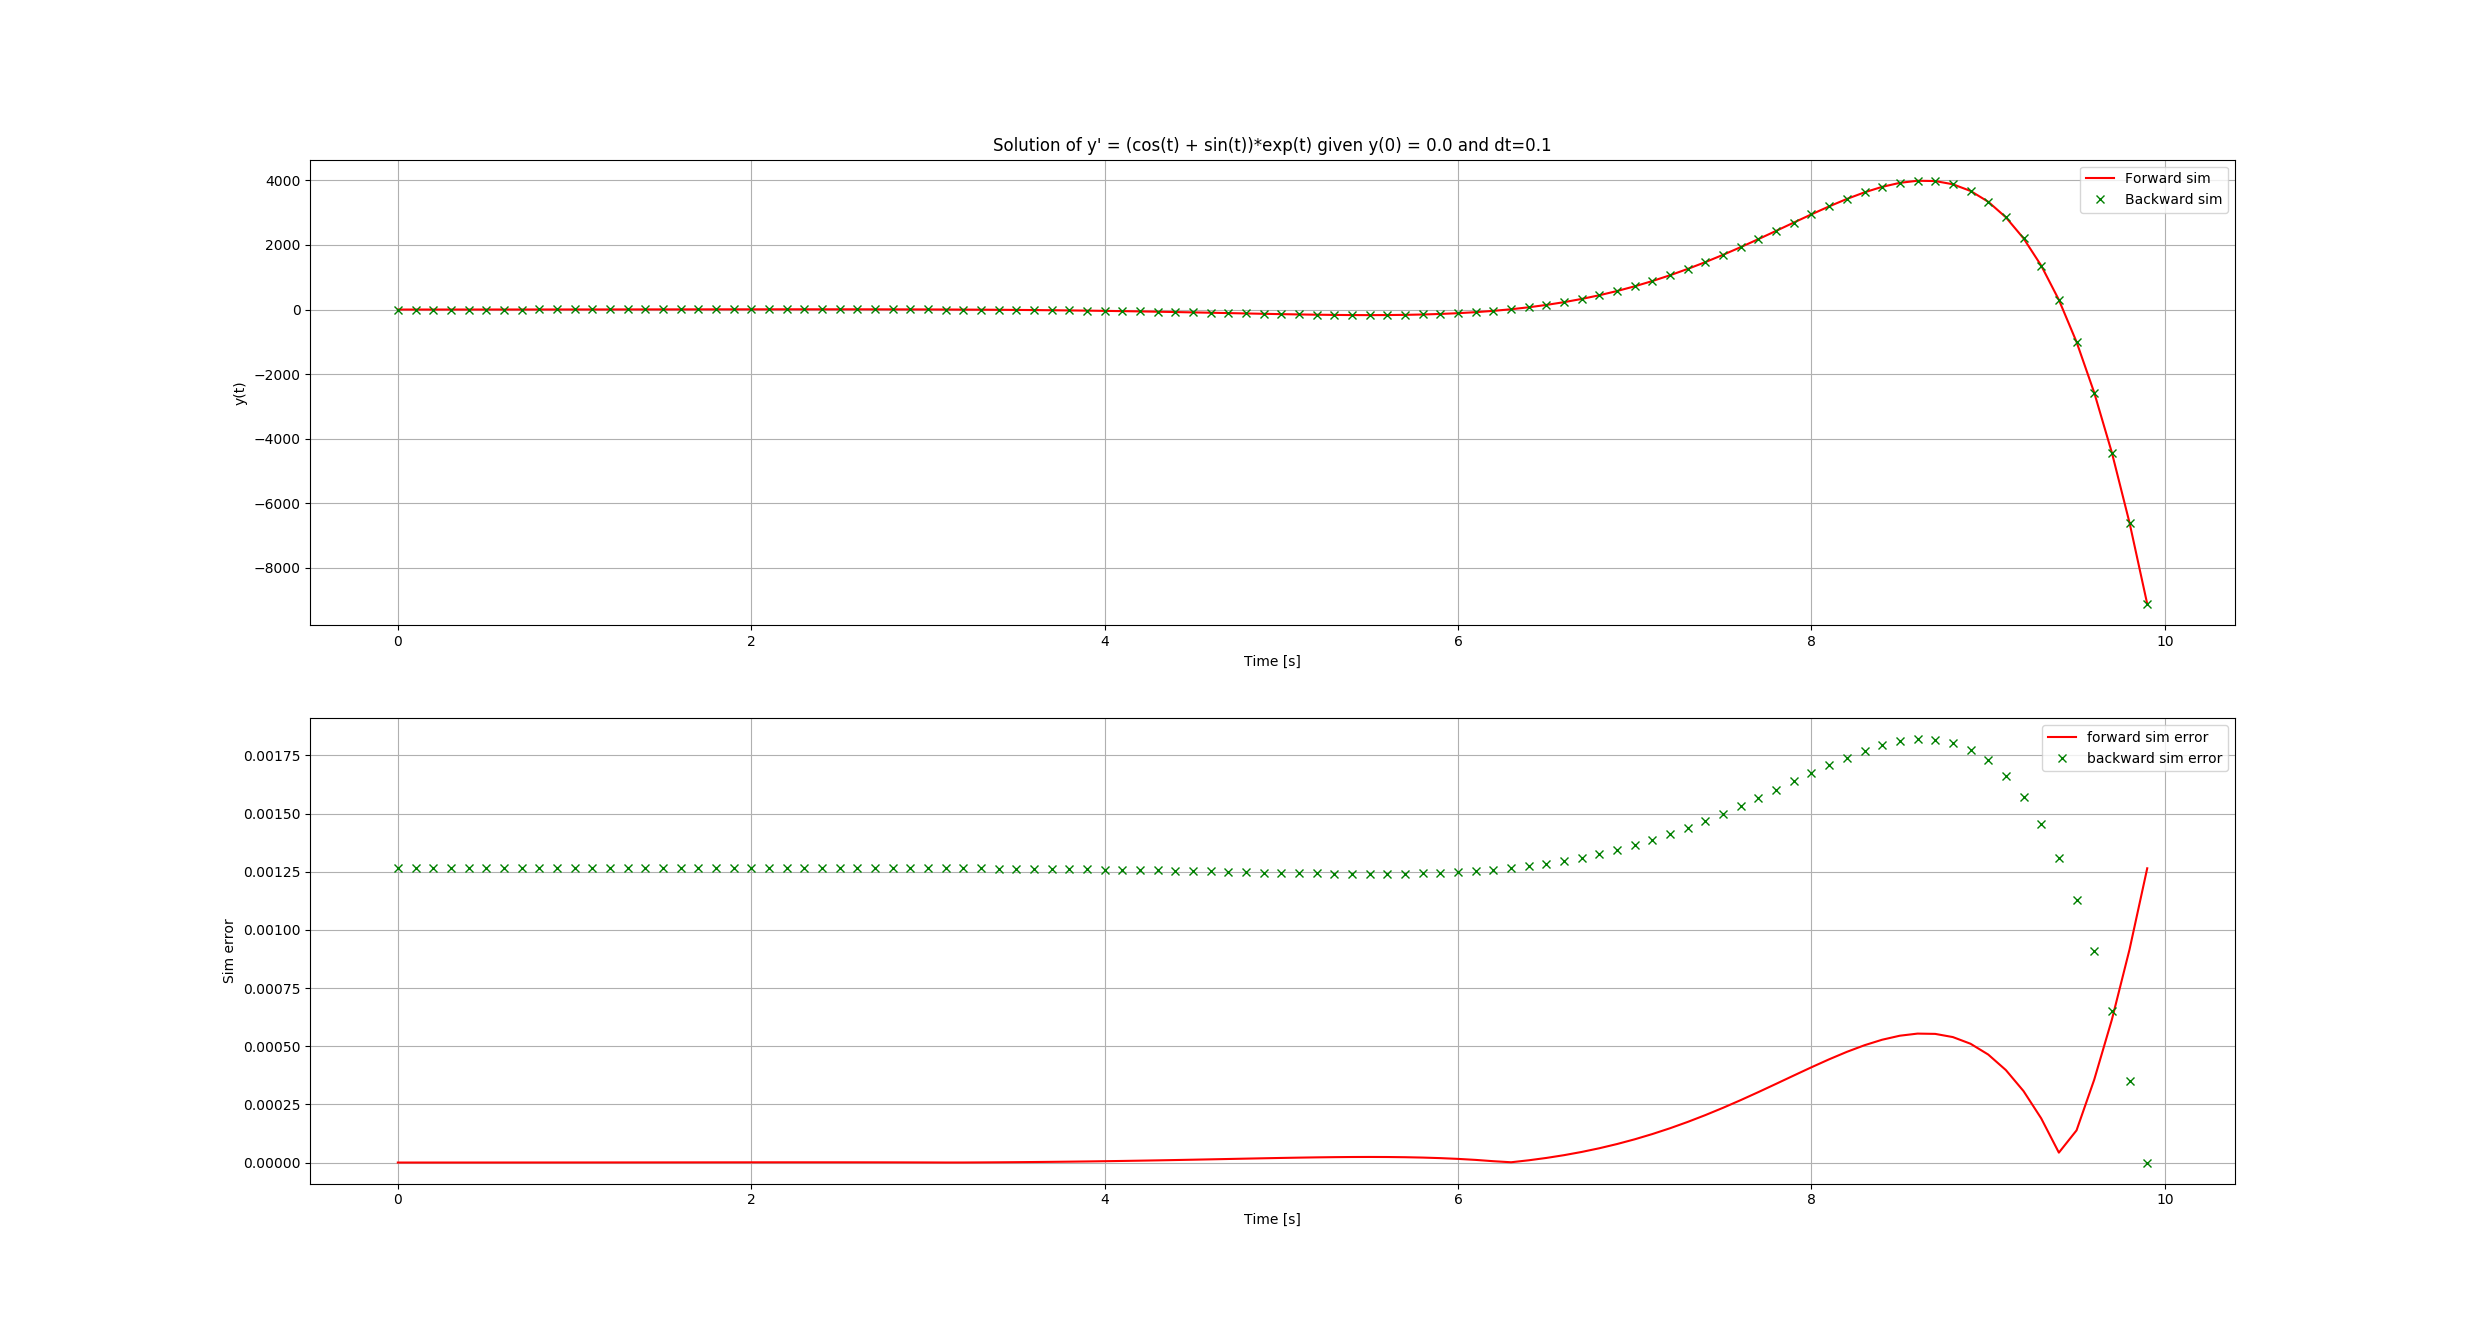 Solution of y' = (cos(t) + sin(t))*exp(t) given y(0) = 0.0 and dt=0.1
4000
2000
0
−2000
−4000
−6000
−8000
y(t)
Forward sim
Backward sim
0 2 4 6 8 10
Time [s]
0.00175
0.00150
0.00125
0.00100
0.00075
0.00050
0.00025
0.00000
Sim error
forward sim error
backward sim error
0 2 4 6 8 10
Time [s]